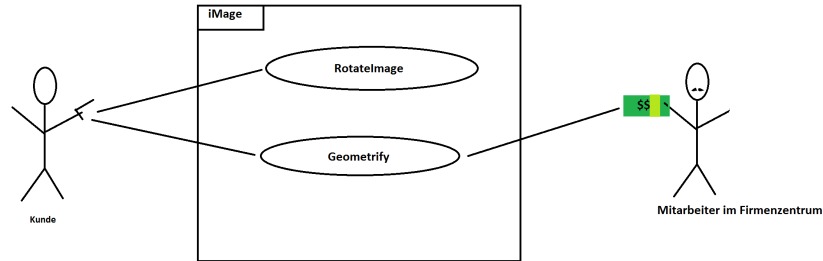 iMage
RotateImage
Geometrify
$$
Kunde
Mitarbeiter im Firmenzentrum